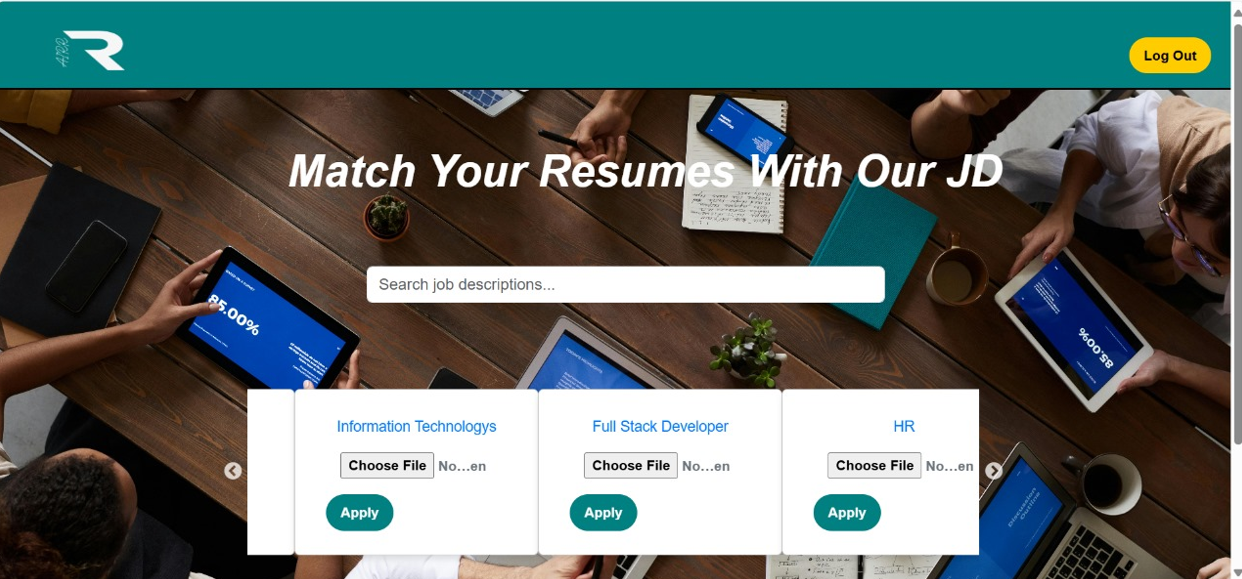 R
Log Out
Match Your Resumes With Our JD
Search job descriptions...
85.00%
85.00%
Information Technologys
Full Stack Developer
HR
Choose File No...en
Choose File No...en
Choose File No...en
Apply
Apply
Apply